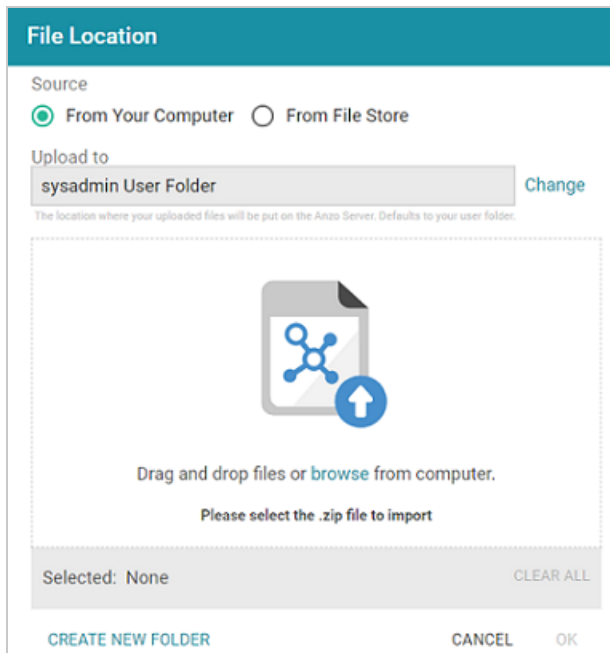 File Location
Source
From Your Computer From File Store
Upload to
sysadmin User Folder Change
The location where your uploaded files will be put on the Anzo Server. Defaults to your user folder.
Drag and drop files or browse from computer.
Please select the .zip file to import
Selected: None CLEAR ALL
CREATE NEW FOLDER CANCEL OK